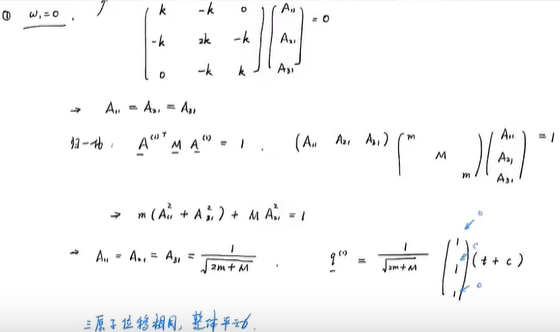 ① ω₁=0 , ( k -k 0 ; -k 2k -k ; 0 -k k ) ( A₁₁ ; A₂₁ ; A₃₁ ) = 0
→ A₁₁ = A₂₁ = A₃₁
归一化: A⁽¹⁾ᵀ M A⁽¹⁾ = 1 . (A₁₁ A₂₁ A₃₁) ( m ; M ; m ) ( A₁₁ ; A₂₁ ; A₃₁ ) = 1
→ m(A₁₁² + A₃₁²) + M A₂₁² = 1
→ A₁₁ = A₂₁ = A₃₁ = 1/√(2m+M) . q⁽¹⁾ = 1/√(2m+M) ( 1 ; 1 ; 1 ) (t + c)
三原子位移相同, 整体平动.